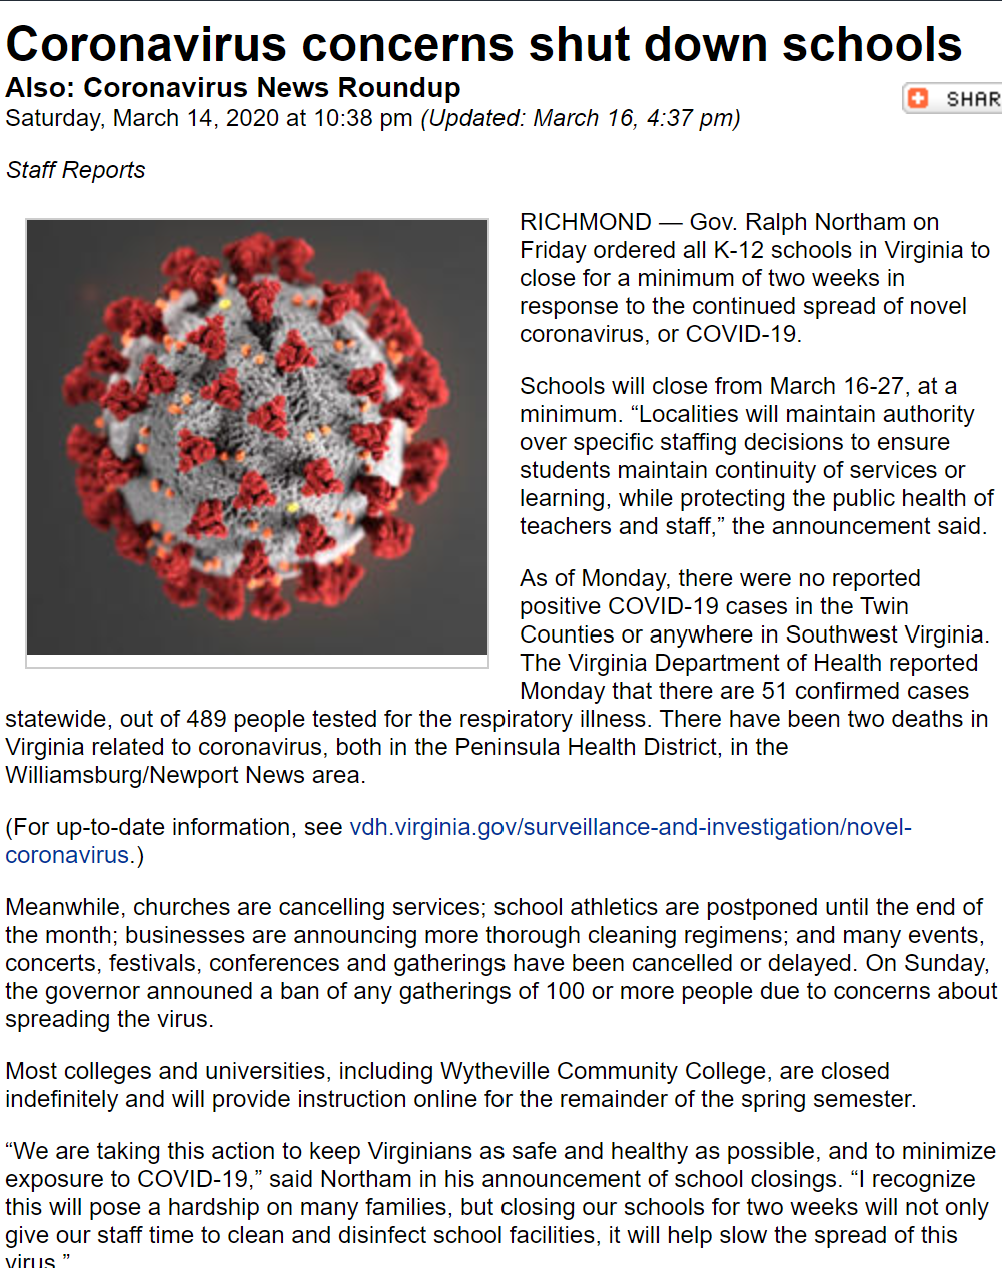 Coronavirus concerns shut down schools
Also: Coronavirus News Roundup
SHAR
Saturday, March 14, 2020 at 10:38 pm (Updated: March 16, 4:37 pm)
Staff Reports
RICHMOND — Gov. Ralph Northam on
Friday ordered all K-12 schools in Virginia to
close for a minimum of two weeks in
response to the continued spread of novel
coronavirus, or COVID-19.
Schools will close from March 16-27, at a
minimum. “Localities will maintain authority
over specific staffing decisions to ensure
students maintain continuity of services or
learning, while protecting the public health of
teachers and staff,” the announcement said.
As of Monday, there were no reported
positive COVID-19 cases in the Twin
Counties or anywhere in Southwest Virginia.
The Virginia Department of Health reported
Monday that there are 51 confirmed cases
statewide, out of 489 people tested for the respiratory illness. There have been two deaths in
Virginia related to coronavirus, both in the Peninsula Health District, in the
Williamsburg/Newport News area.
(For up-to-date information, see vdh.virginia.gov/surveillance-and-investigation/novel-
coronavirus.)
Meanwhile, churches are cancelling services; school athletics are postponed until the end of
the month; businesses are announcing more thorough cleaning regimens; and many events,
concerts, festivals, conferences and gatherings have been cancelled or delayed. On Sunday,
the governor announed a ban of any gatherings of 100 or more people due to concerns about
spreading the virus.
Most colleges and universities, including Wytheville Community College, are closed
indefinitely and will provide instruction online for the remainder of the spring semester.
“We are taking this action to keep Virginians as safe and healthy as possible, and to minimize
exposure to COVID-19,” said Northam in his announcement of school closings. “I recognize
this will pose a hardship on many families, but closing our schools for two weeks will not only
give our staff time to clean and disinfect school facilities, it will help slow the spread of this
virus.”